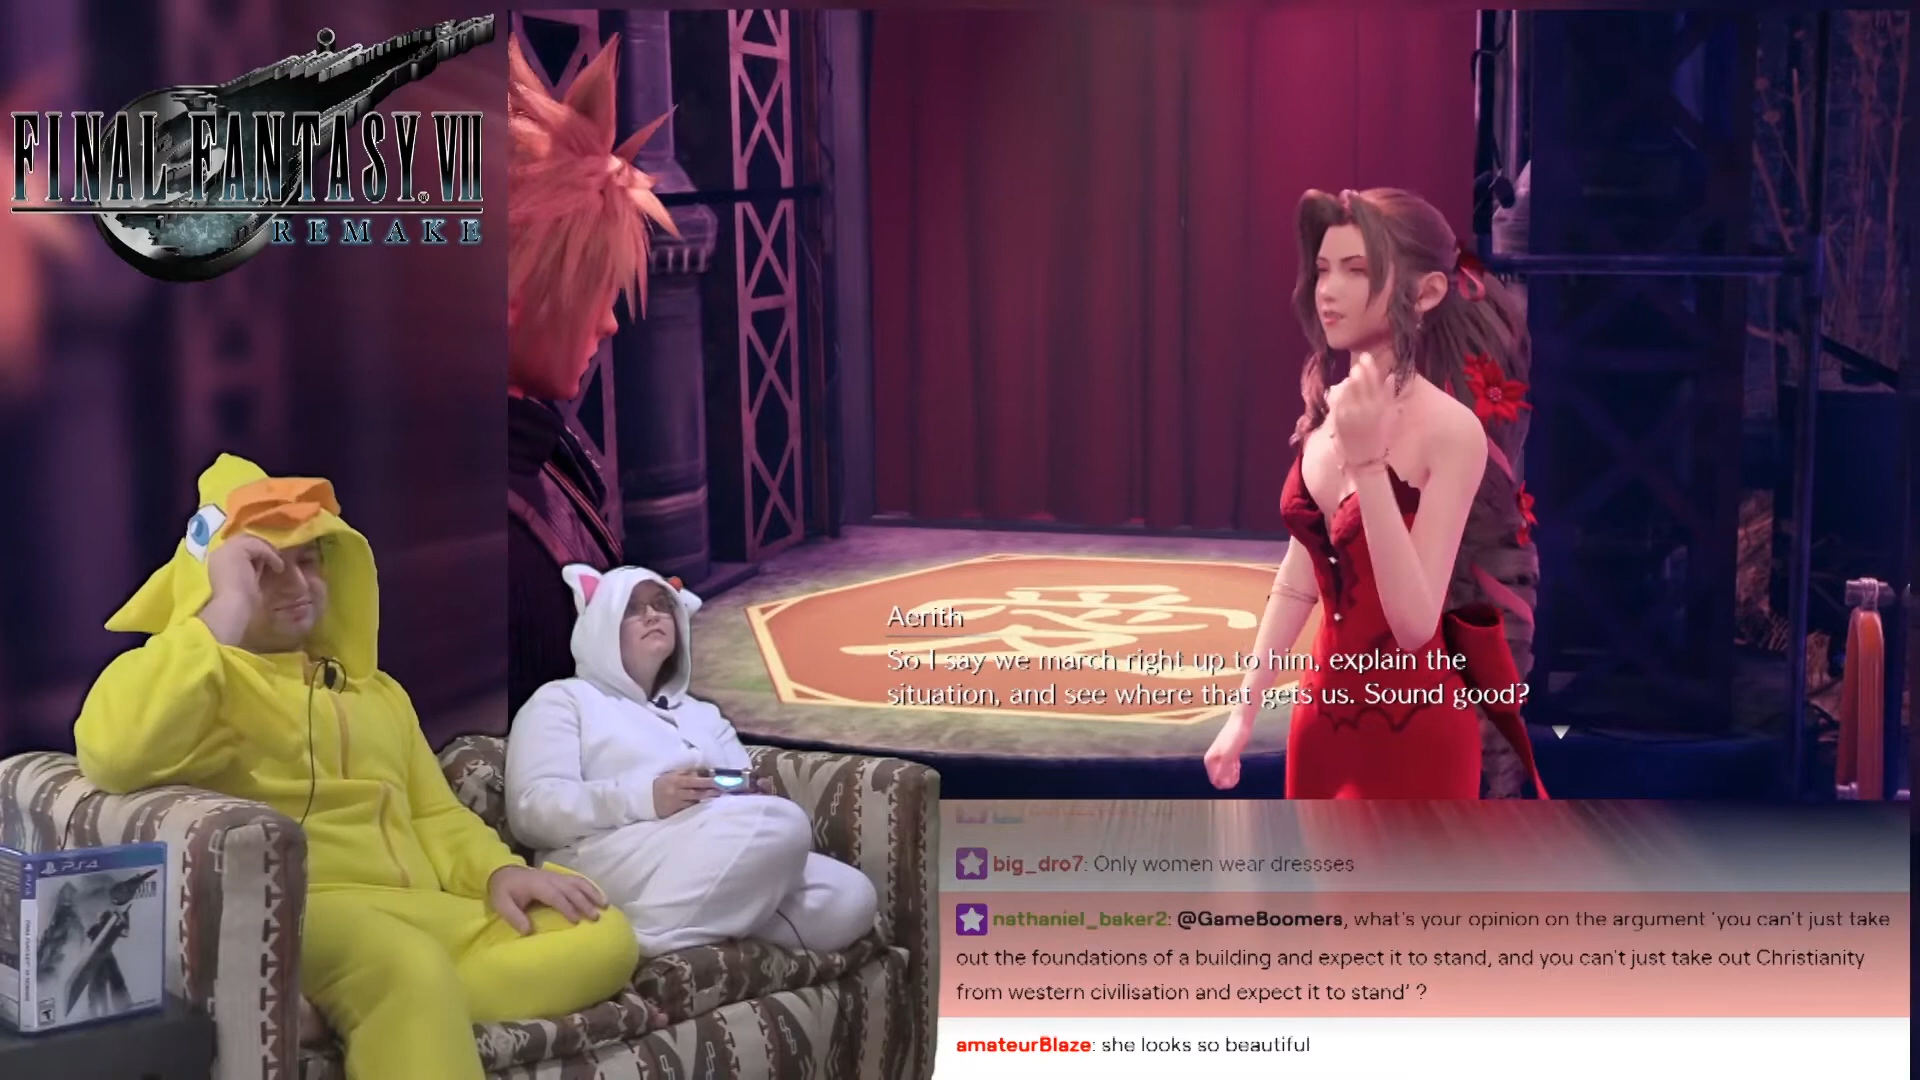 FINAL FANTASY. VII
REMAKE
Aerith
So I say we march right up to him, explain the
situation, and see where that gets us. Sound good?
big_dro7: Only women wear dressses
nathaniel_baker2: @GameBoomers, what's your opinion on the argument 'you can't just take
out the foundations of a building and expect it to stand, and you can't just take out Christianity
from western civilisation and expect it to stand' ?
amateurBlaze: she looks so beautiful
PS4